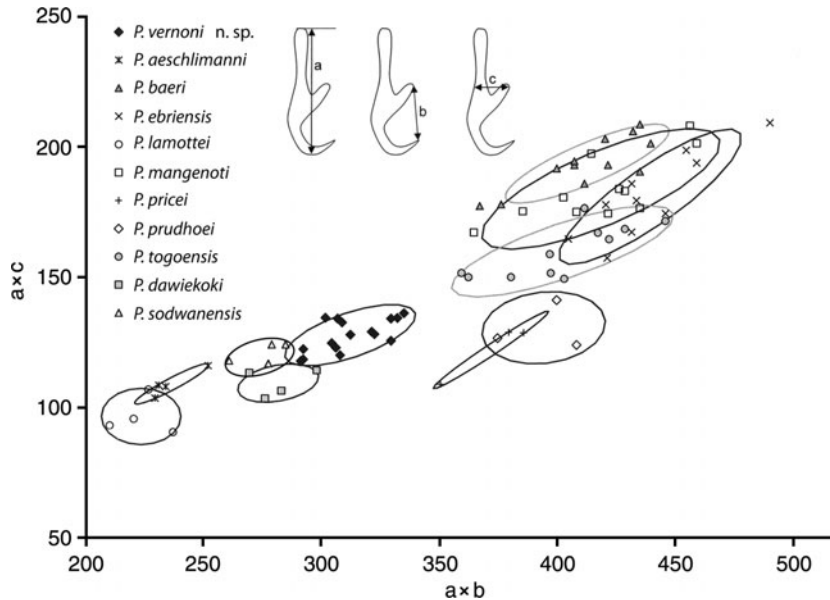 250
200
150
100
50
a×c
P. vernoni n. sp.
P. aeschlimanni
P. baeri
P. ebriensis
P. lamottei
P. mangenoti
P. pricei
P. prudhoei
P. togoensis
P. dawiekoki
P. sodwanensis
a
b
c
200 250 300 350 400 450 500
a×b